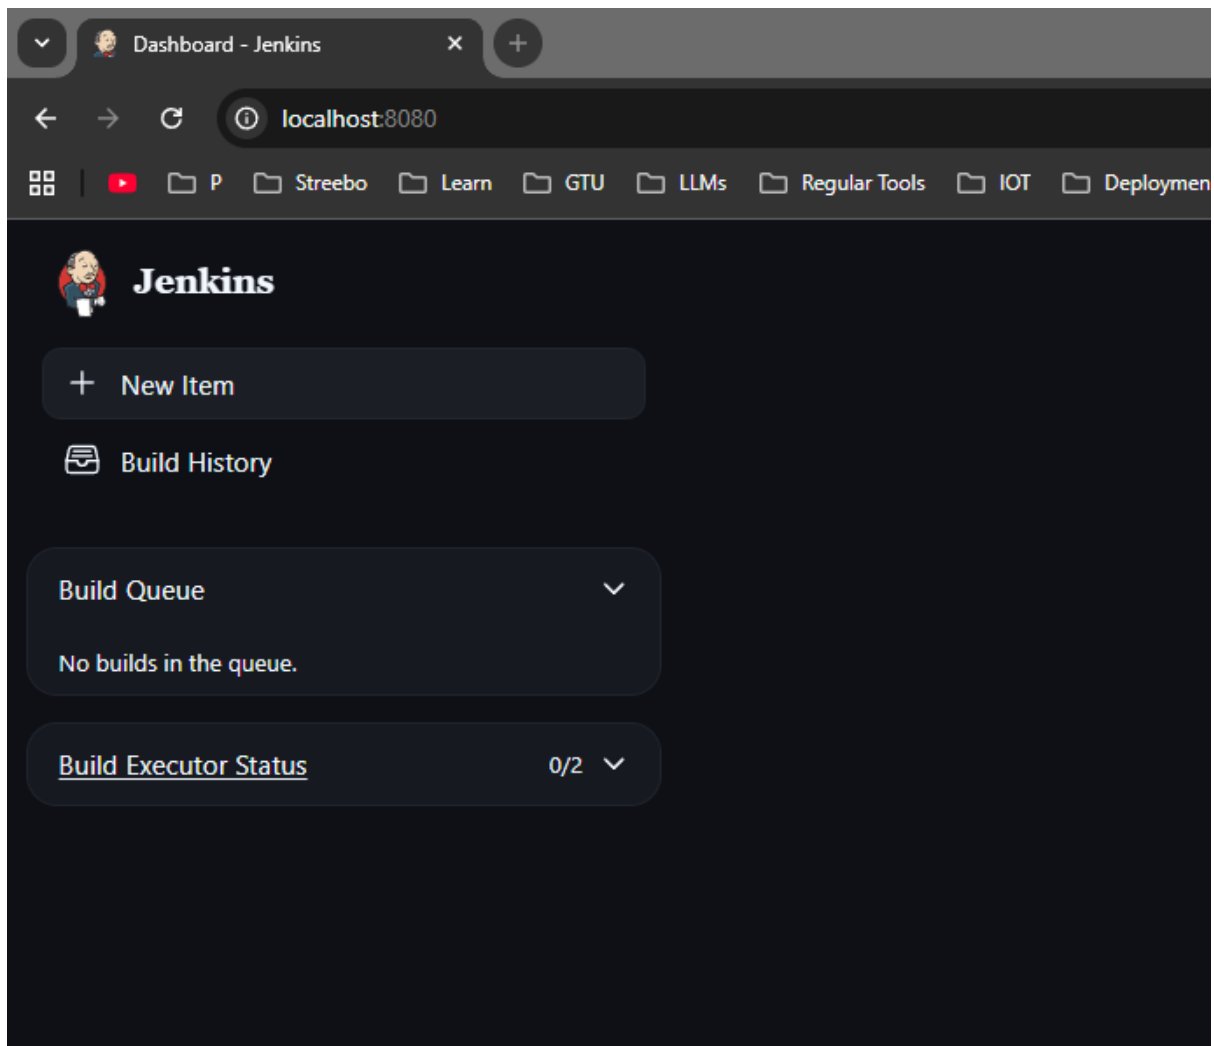 Dashboard - Jenkins
localhost:8080
P Streebo Learn GTU LLMs Regular Tools IOT Deploymen
Jenkins
New Item
Build History
Build Queue
No builds in the queue.
Build Executor Status 0/2